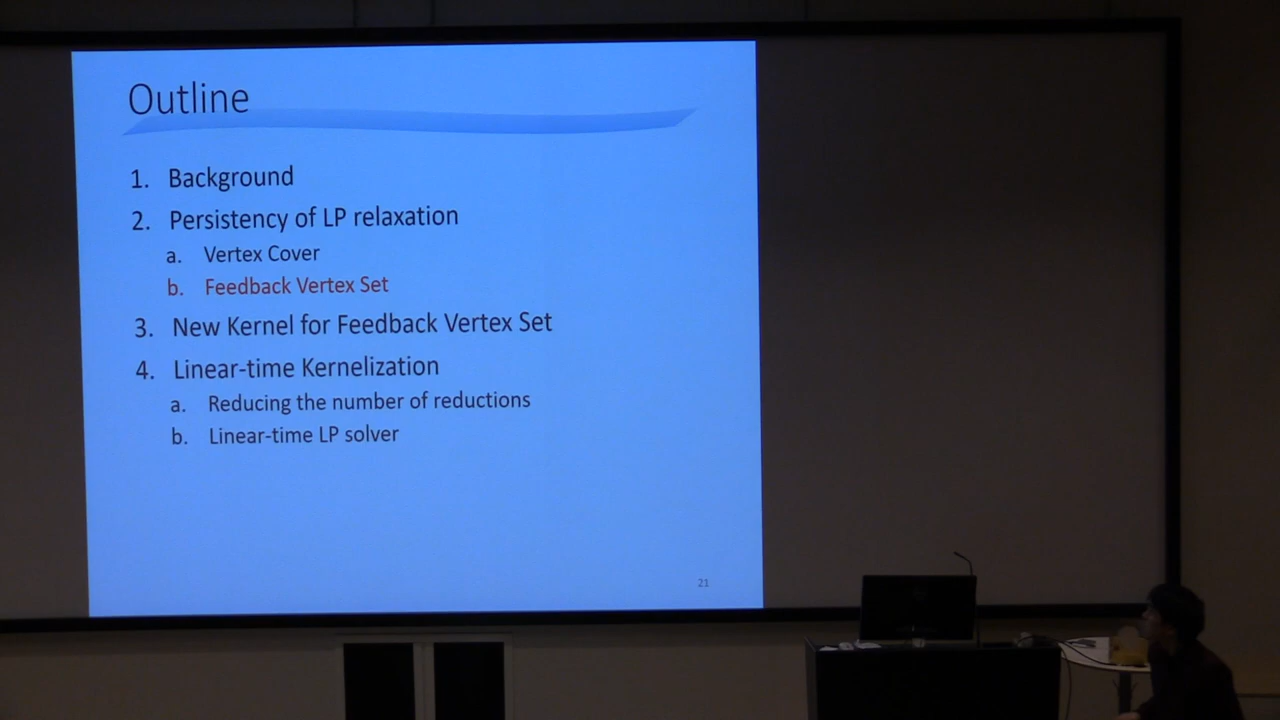 Outline
1. Background
2. Persistency of LP relaxation
a. Vertex Cover
b. Feedback Vertex Set
3. New Kernel for Feedback Vertex Set
4. Linear-time Kernelization
a. Reducing the number of reductions
b. Linear-time LP solver
21